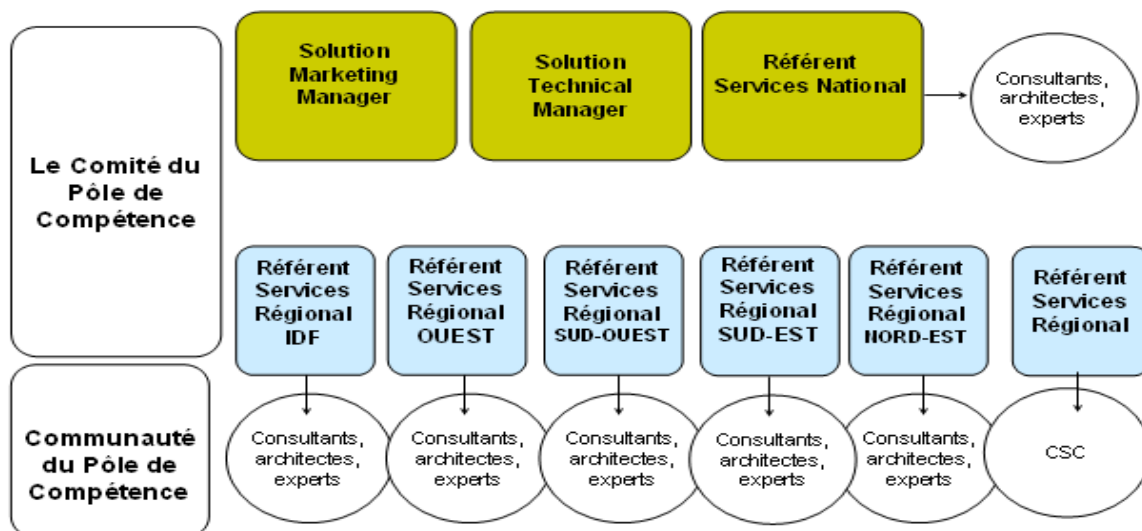 Solution
Marketing
Manager
Solution
Technical
Manager
Référent
Services National
Consultants,
architectes,
experts
Le Comité du
Pôle de
Compétence
Référent
Services
Régional
IDF
Référent
Services
Régional
OUEST
Référent
Services
Régional
SUD-OUEST
Référent
Services
Régional
SUD-EST
Référent
Services
Régional
NORD-EST
Référent
Services
Régional
Communauté
du Pôle de
Compétence
Consultants,
architectes,
experts
Consultants,
architectes,
experts
Consultants,
architectes,
experts
Consultants,
architectes,
experts
Consultants,
architectes,
experts
CSC